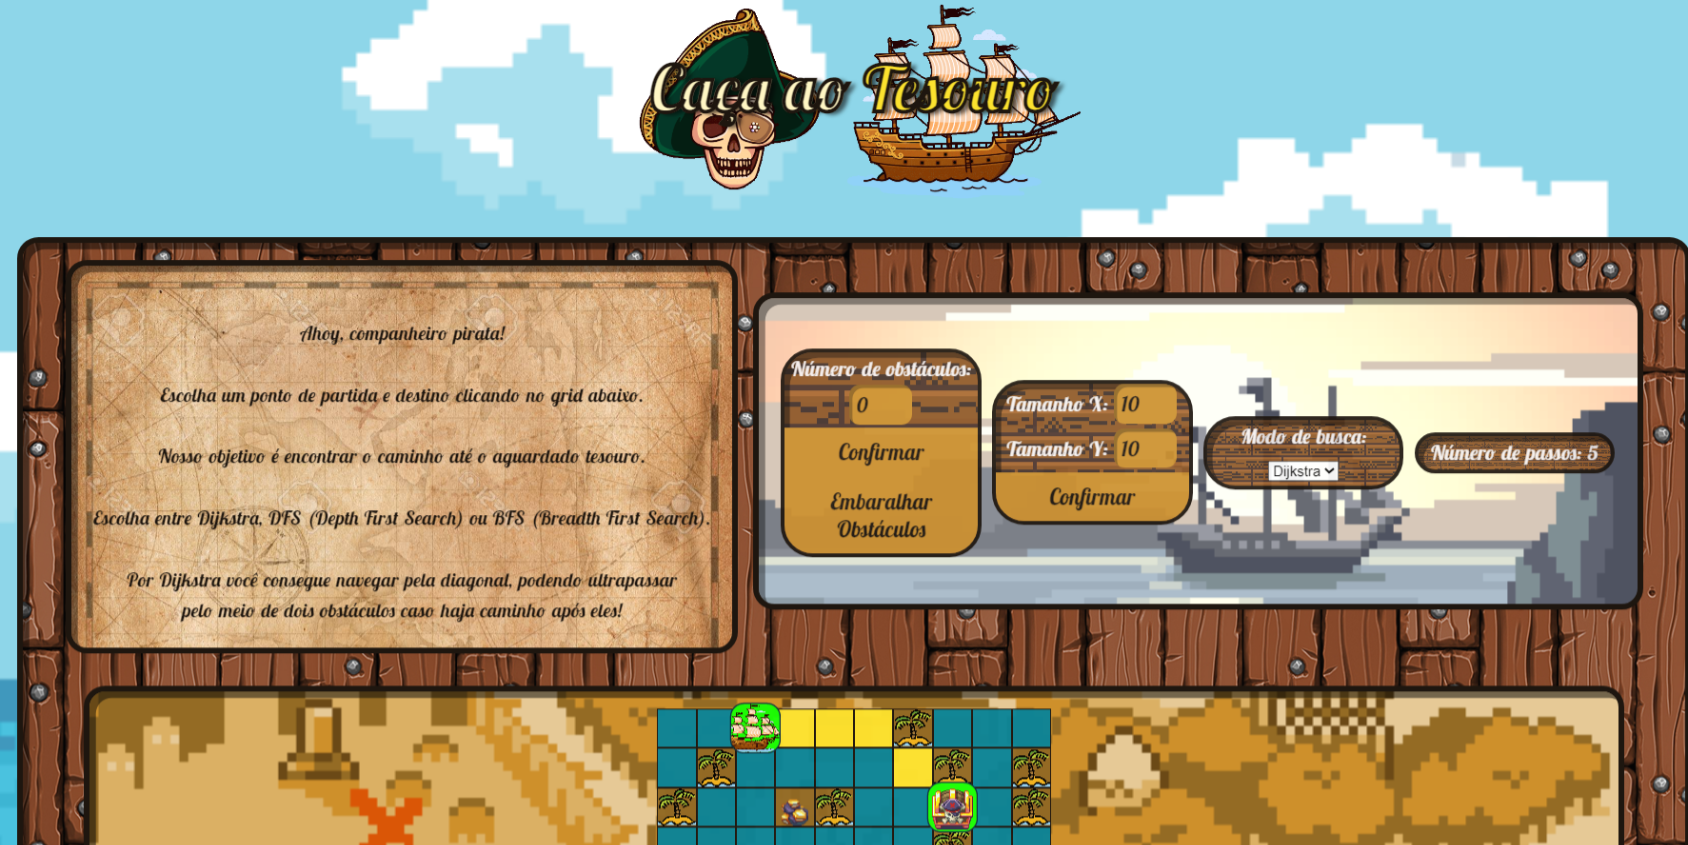 Caça ao Tesouro
Ahoy, companheiro pirata!
Escolha um ponto de partida e destino clicando no grid abaixo.
Nosso objetivo é encontrar o caminho até o aguardado tesouro.
Escolha entre Dijkstra, DFS (Depth First Search) ou BFS (Breadth First Search).
Por Dijkstra você consegue navegar pela diagonal, podendo ultrapassar
pelo meio de dois obstáculos caso haja caminho após eles!
Número de obstáculos:
0
Confirmar
Embaralhar
Obstáculos
Tamanho X: 10
Tamanho Y: 10
Confirmar
Modo de busca:
Dijkstra
Número de passos: 5